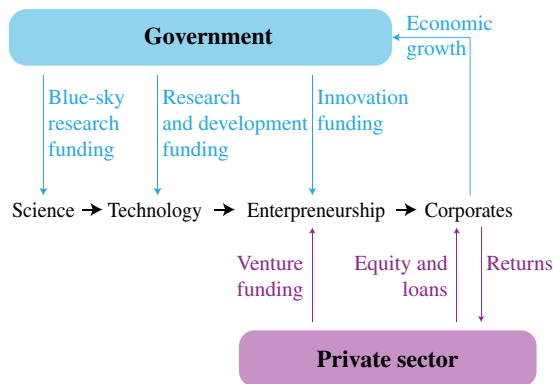 Government
Economic
growth
Blue-sky
research
funding
Research
and development
funding
Innovation
funding
Science
Technology
Enterpreneurship
Corporates
Venture
funding
Equity and
loans
Returns
Private sector